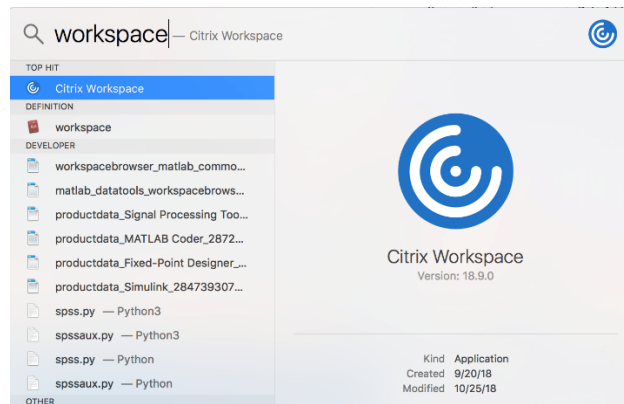 workspace — Citrix Workspace
TOP HIT
Citrix Workspace
DEFINITION
workspace
DEVELOPER
workspacebrowser_matlab_commo...
matlab_datatools_workspacebrows...
productdata_Signal Processing Too...
productdata_MATLAB Coder_2872...
productdata_Fixed-Point Designer_...
productdata_Simulink_284739307...
spss.py — Python3
spssaux.py — Python3
spss.py — Python
spssaux.py — Python
OTHER
Citrix Workspace
Version: 18.9.0
Kind Application
Created 9/20/18
Modified 10/25/18